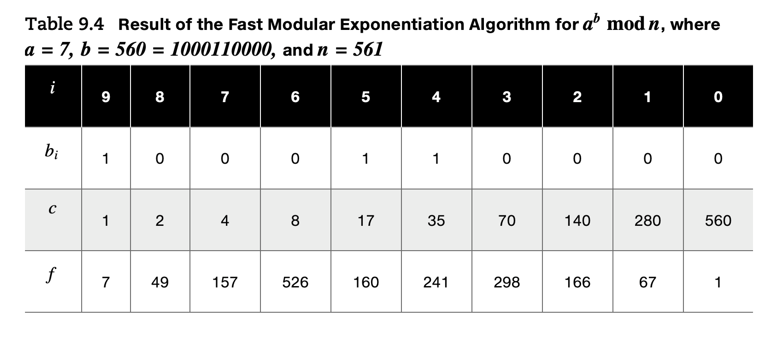 Table 9.4 Result of the Fast Modular Exponentiation Algorithm for aᵇ mod n, where
a = 7, b = 560 = 1000110000, and n = 561
i 9 8 7 6 5 4 3 2 1 0
bᵢ 1 0 0 0 1 1 0 0 0 0
c 1 2 4 8 17 35 70 140 280 560
f 7 49 157 526 160 241 298 166 67 1